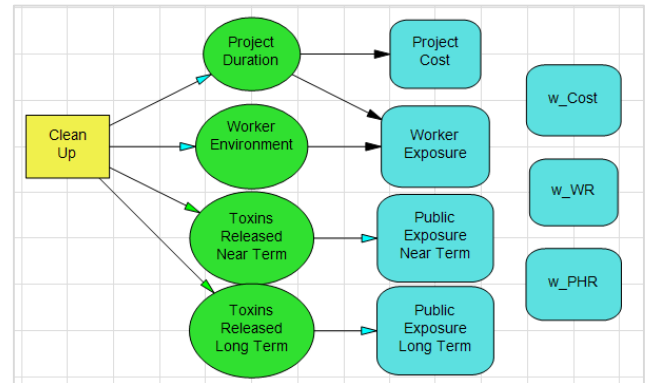 Project
Duration
Project
Cost
w_Cost
Clean
Up
Worker
Environment
Worker
Exposure
w_WR
Toxins
Released
Near Term
Public
Exposure
Near Term
w_PHR
Toxins
Released
Long Term
Public
Exposure
Long Term